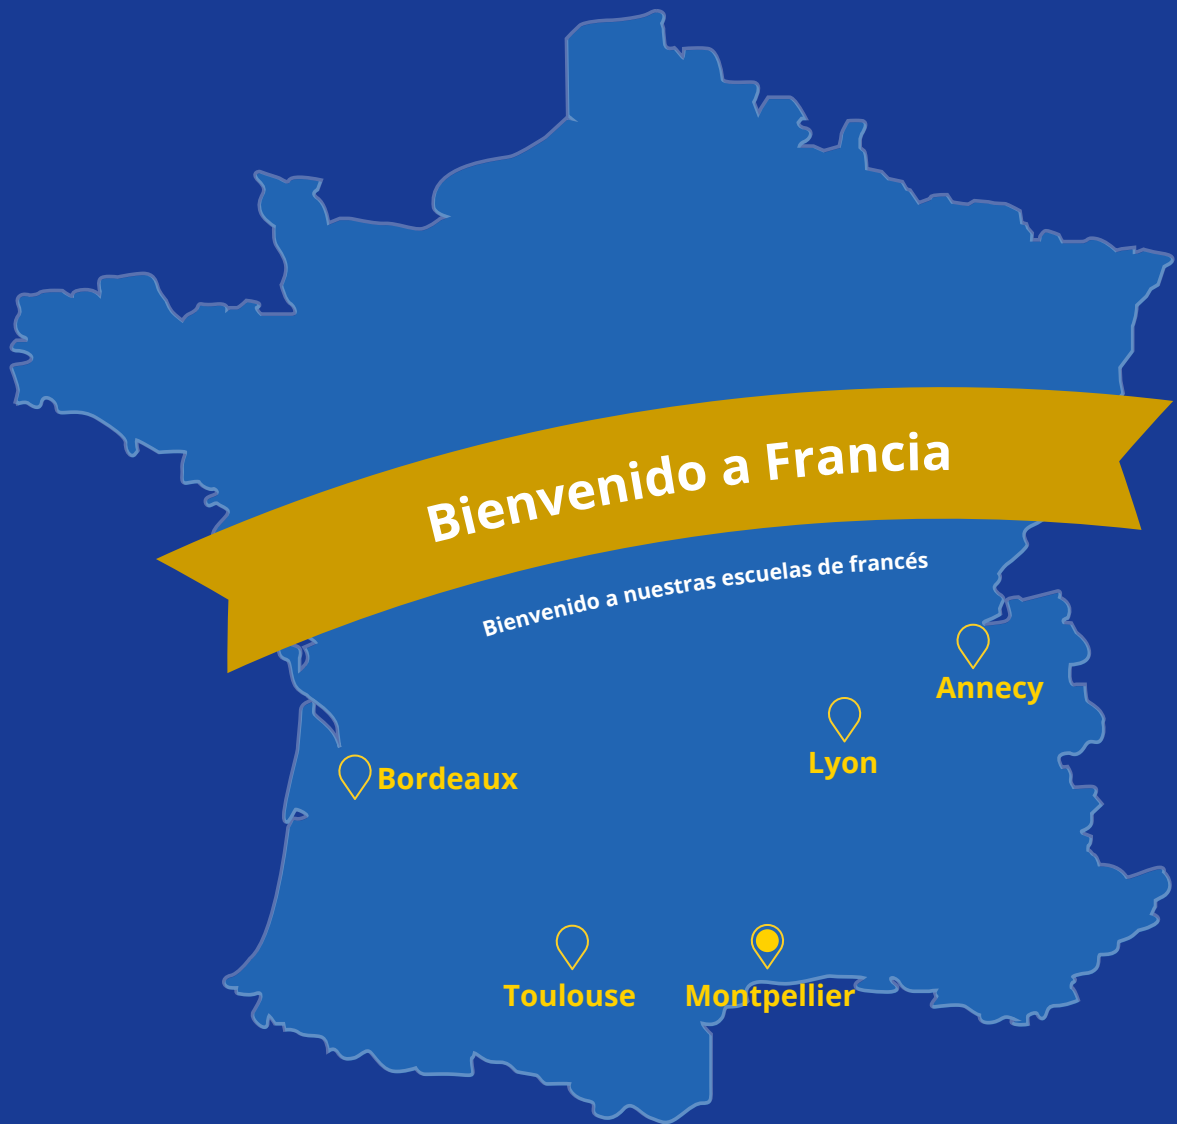 Bienvenido a Francia
Bienvenido a nuestras escuelas de francés
Annecy
Lyon
Bordeaux
Toulouse
Montpellier